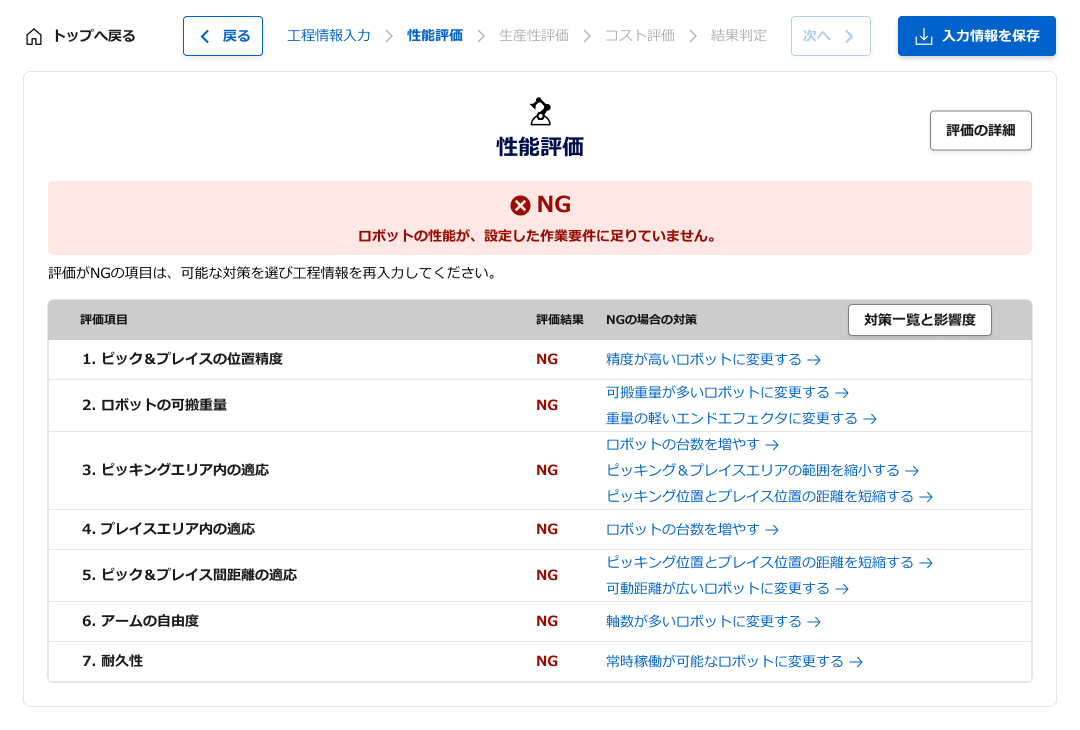 トップへ戻る
戻る
工程情報入力
性能評価
生産性評価
コスト評価
結果判定
次へ
入力情報を保存
性能評価
評価の詳細
NG
ロボットの性能が、設定した作業要件に足りていません。
評価がNGの項目は、可能な対策を選び工程情報を再入力してください。
評価項目 評価結果 NGの場合の対策 対策一覧と影響度
1. ピック＆プレイスの位置精度 NG 精度が高いロボットに変更する →
2. ロボットの可搬重量 NG 可搬重量が多いロボットに変更する →
重量の軽いエンドエフェクタに変更する →
3. ピッキングエリア内の適応 NG ロボットの台数を増やす →
ピッキング＆プレイスエリアの範囲を縮小する →
ピッキング位置とプレイス位置の距離を短縮する →
4. プレイスエリア内の適応 NG ロボットの台数を増やす →
5. ピック＆プレイス間距離の適応 NG ピッキング位置とプレイス位置の距離を短縮する →
可動距離が広いロボットに変更する →
6. アームの自由度 NG 軸数が多いロボットに変更する →
7. 耐久性 NG 常時稼働が可能なロボットに変更する →